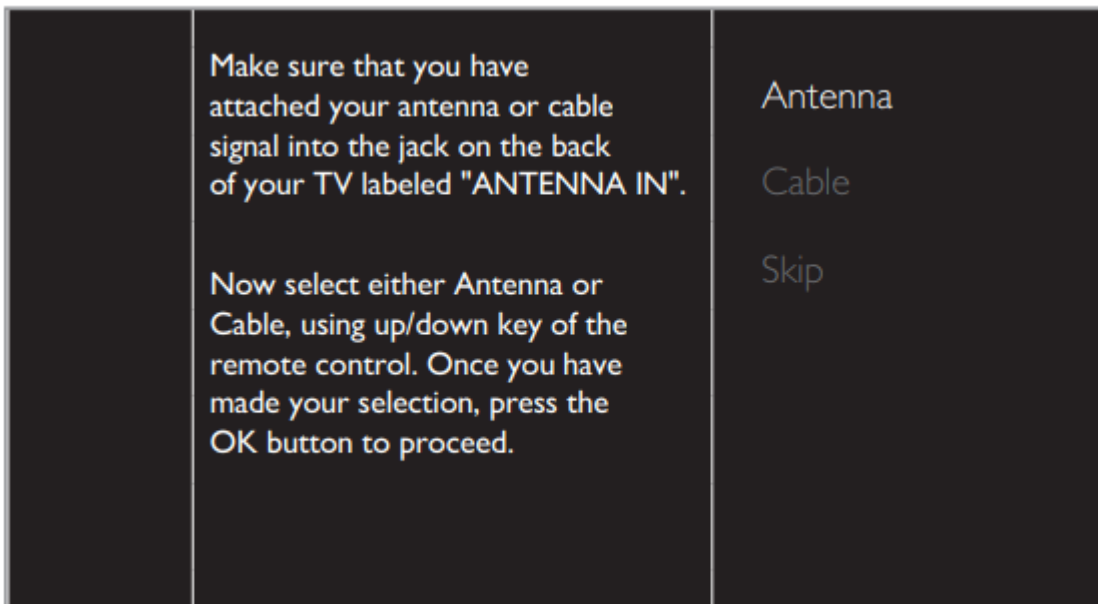 Make sure that you have
attached your antenna or cable
signal into the jack on the back
of your TV labeled "ANTENNA IN".
Now select either Antenna or
Cable, using up/down key of the
remote control. Once you have
made your selection, press the
OK button to proceed.
Antenna
Cable
Skip